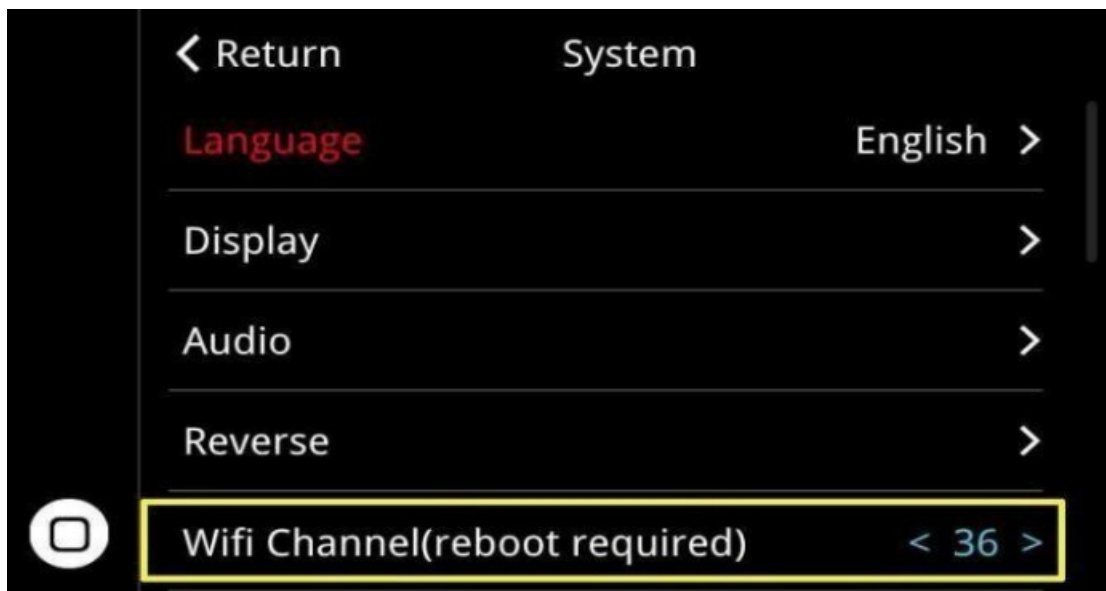 Return
System
Language
English >
Display >
Audio >
Reverse >
Wifi Channel(reboot required)
< 36 >